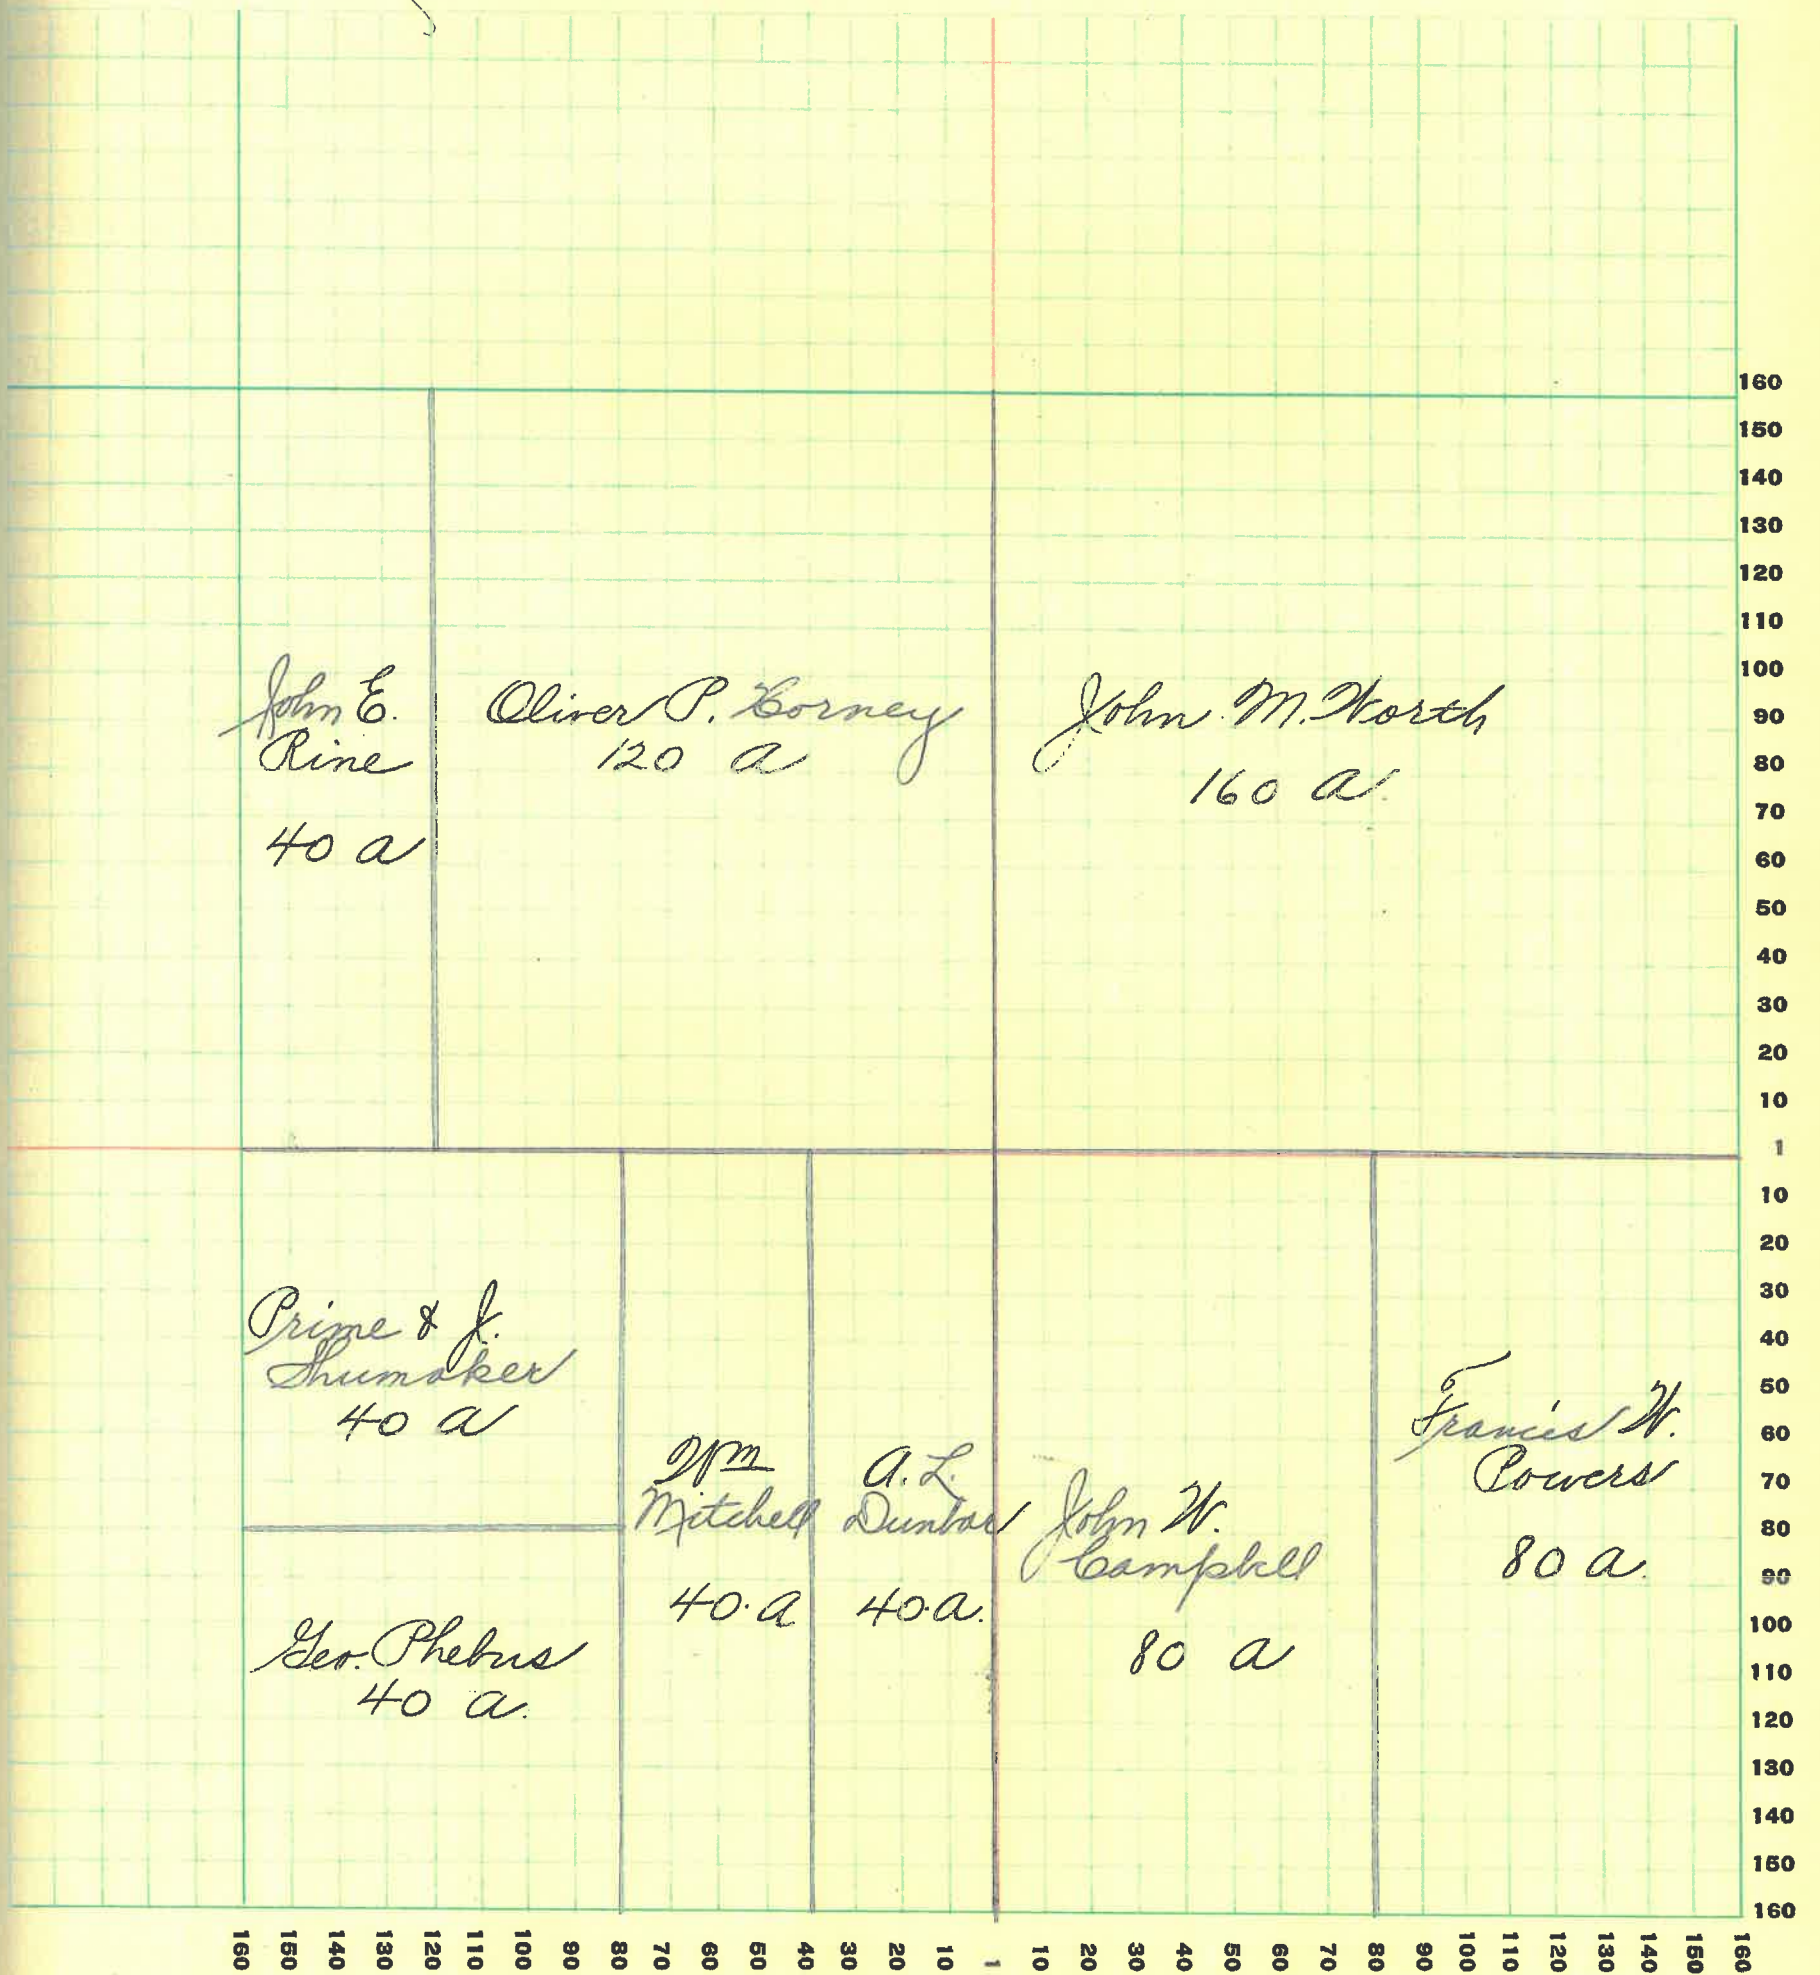 John E.
Rine
40 a
Oliver P. Horney
120 a
John M. Worth
160 a.
Prime & J.
Shumaker
40 a
Geo. Phebus
40 a.
Wm
Mitchell
40. a
A. L.
Dunbar
40. a.
John W.
Campbell
80 a
Francis W.
Powers
80 a.
160
150
140
130
120
110
100
90
80
70
60
50
40
30
20
10
1
10
20
30
40
50
60
70
80
90
100
110
120
130
140
150
160
160 150 140 130 120 110 100 90 80 70 60 50 40 30 20 10 1 10 20 30 40 50 60 70 80 90 100 110 120 130 140 150 160